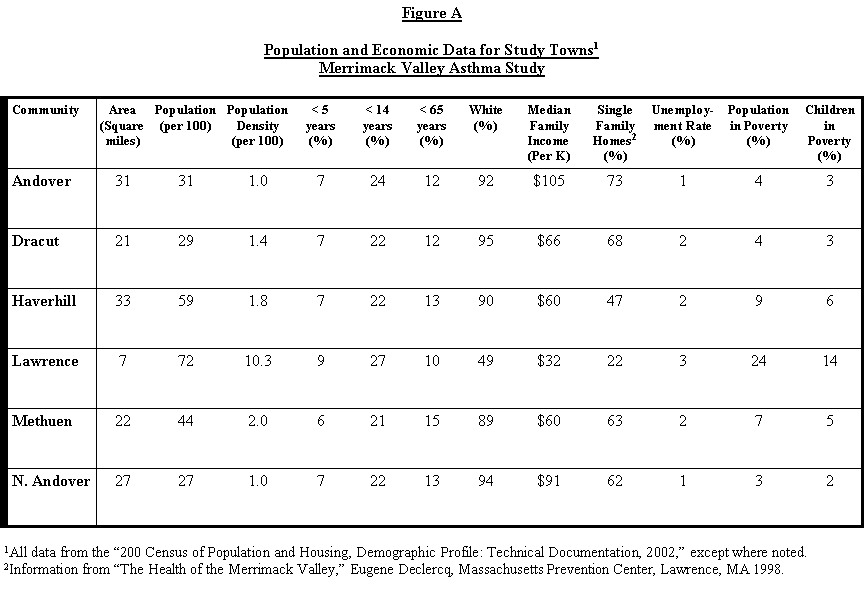 Figure A
Population and Economic Data for Study Towns1
Merrimack Valley Asthma Study
Community Area (Square miles) Population (per 100) Population Density (per 100) < 5 years (%) < 14 years (%) < 65 years (%) White (%) Median Family Income (Per K) Single Family Homes2 (%) Unemploy-ment Rate (%) Population in Poverty (%) Children in Poverty (%)
Andover 31 31 1.0 7 24 12 92 $105 73 1 4 3
Dracut 21 29 1.4 7 22 12 95 $66 68 2 4 3
Haverhill 33 59 1.8 7 22 13 90 $60 47 2 9 6
Lawrence 7 72 10.3 9 27 10 49 $32 22 3 24 14
Methuen 22 44 2.0 6 21 15 89 $60 63 2 7 5
N. Andover 27 27 1.0 7 22 13 94 $91 62 1 3 2
1All data from the “200 Census of Population and Housing, Demographic Profile: Technical Documentation, 2002,” except where noted.
2Information from “The Health of the Merrimack Valley,” Eugene Declercq, Massachusetts Prevention Center, Lawrence, MA 1998.